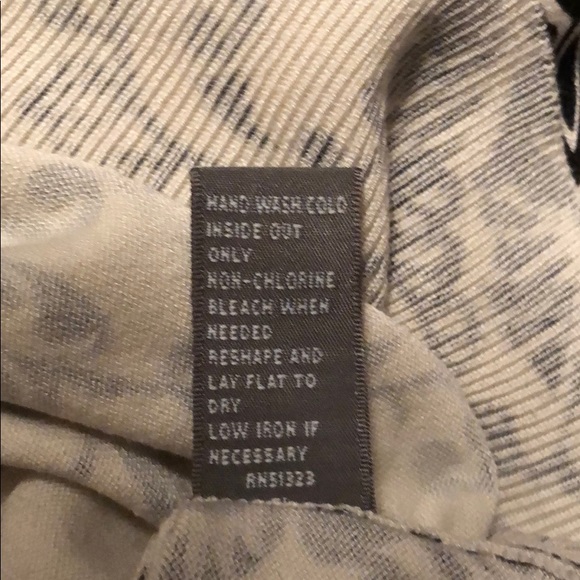 HAND WASH COLD
INSIDE OUT
ONLY
NON-CHLORINE
BLEACH WHEN
NEEDED
RESHAPE AND
LAY FLAT TO
DRY
LOW IRON IF
NECESSARY
RN51323